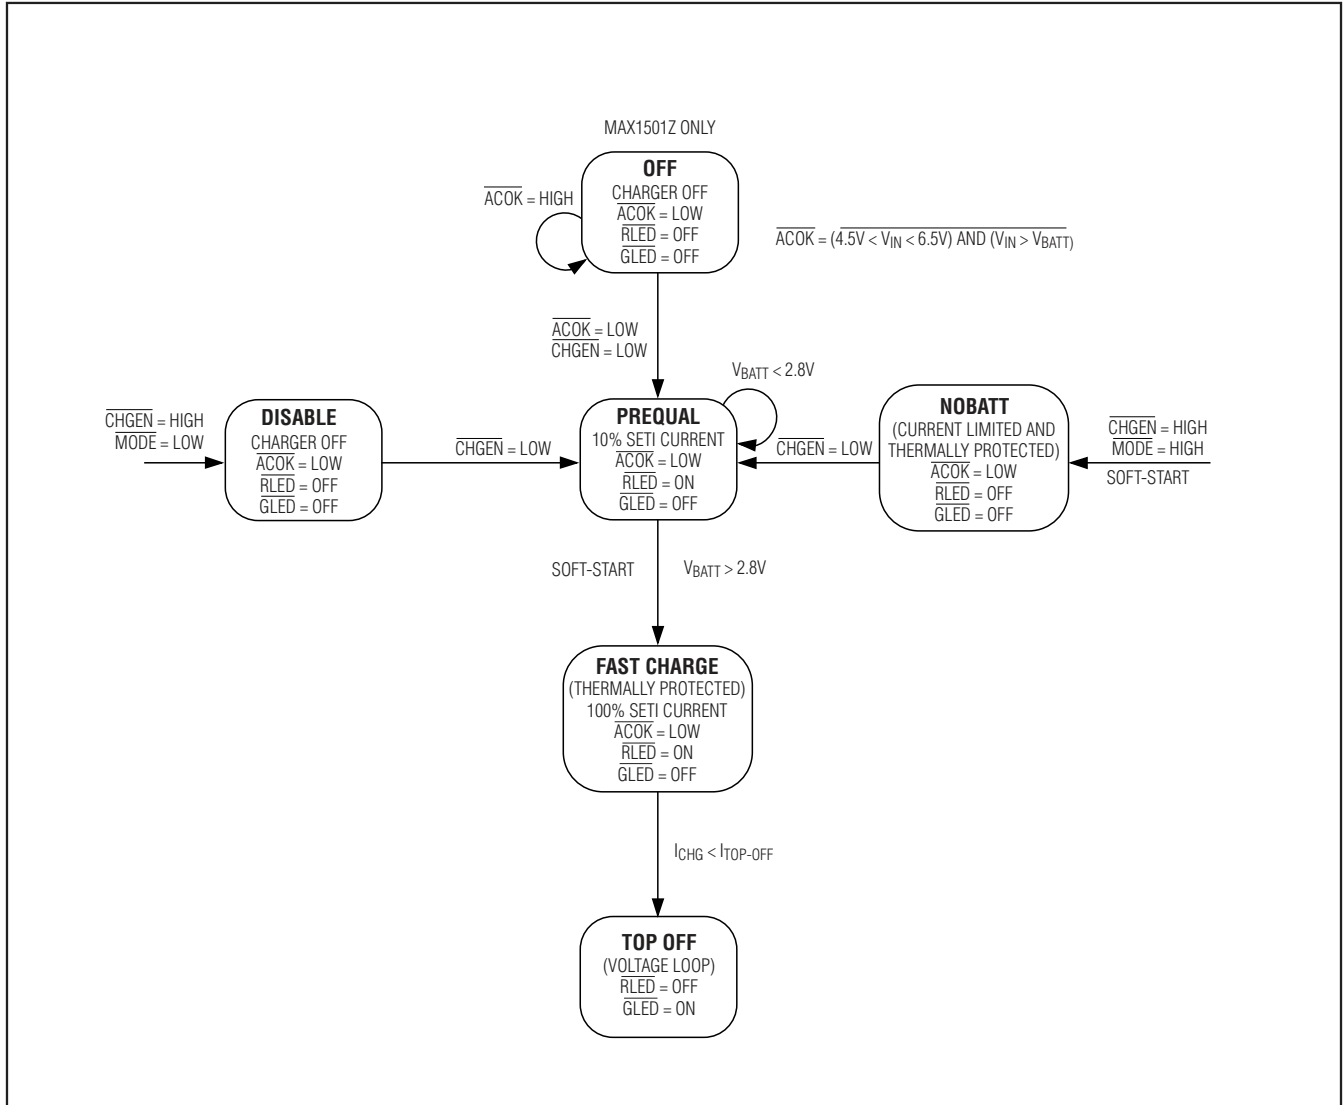 MAX1501Z ONLY
OFF
CHARGER OFF
ACOK = LOW
RLED = OFF
GLED = OFF
ACOK = HIGH
ACOK = (4.5V < VIN < 6.5V) AND (VIN > VBATT)
ACOK = LOW
CHGEN = LOW
VBATT < 2.8V
CHGEN = HIGH
MODE = LOW
DISABLE
CHARGER OFF
ACOK = LOW
RLED = OFF
GLED = OFF
CHGEN = LOW
PREQUAL
10% SETI CURRENT
ACOK = LOW
RLED = ON
GLED = OFF
CHGEN = LOW
NOBATT
(CURRENT LIMITED AND
THERMALLY PROTECTED)
ACOK = LOW
RLED = OFF
GLED = OFF
CHGEN = HIGH
MODE = HIGH
SOFT-START
SOFT-START
VBATT > 2.8V
FAST CHARGE
(THERMALLY PROTECTED)
100% SETI CURRENT
ACOK = LOW
RLED = ON
GLED = OFF
ICHG < ITOP-OFF
TOP OFF
(VOLTAGE LOOP)
RLED = OFF
GLED = ON